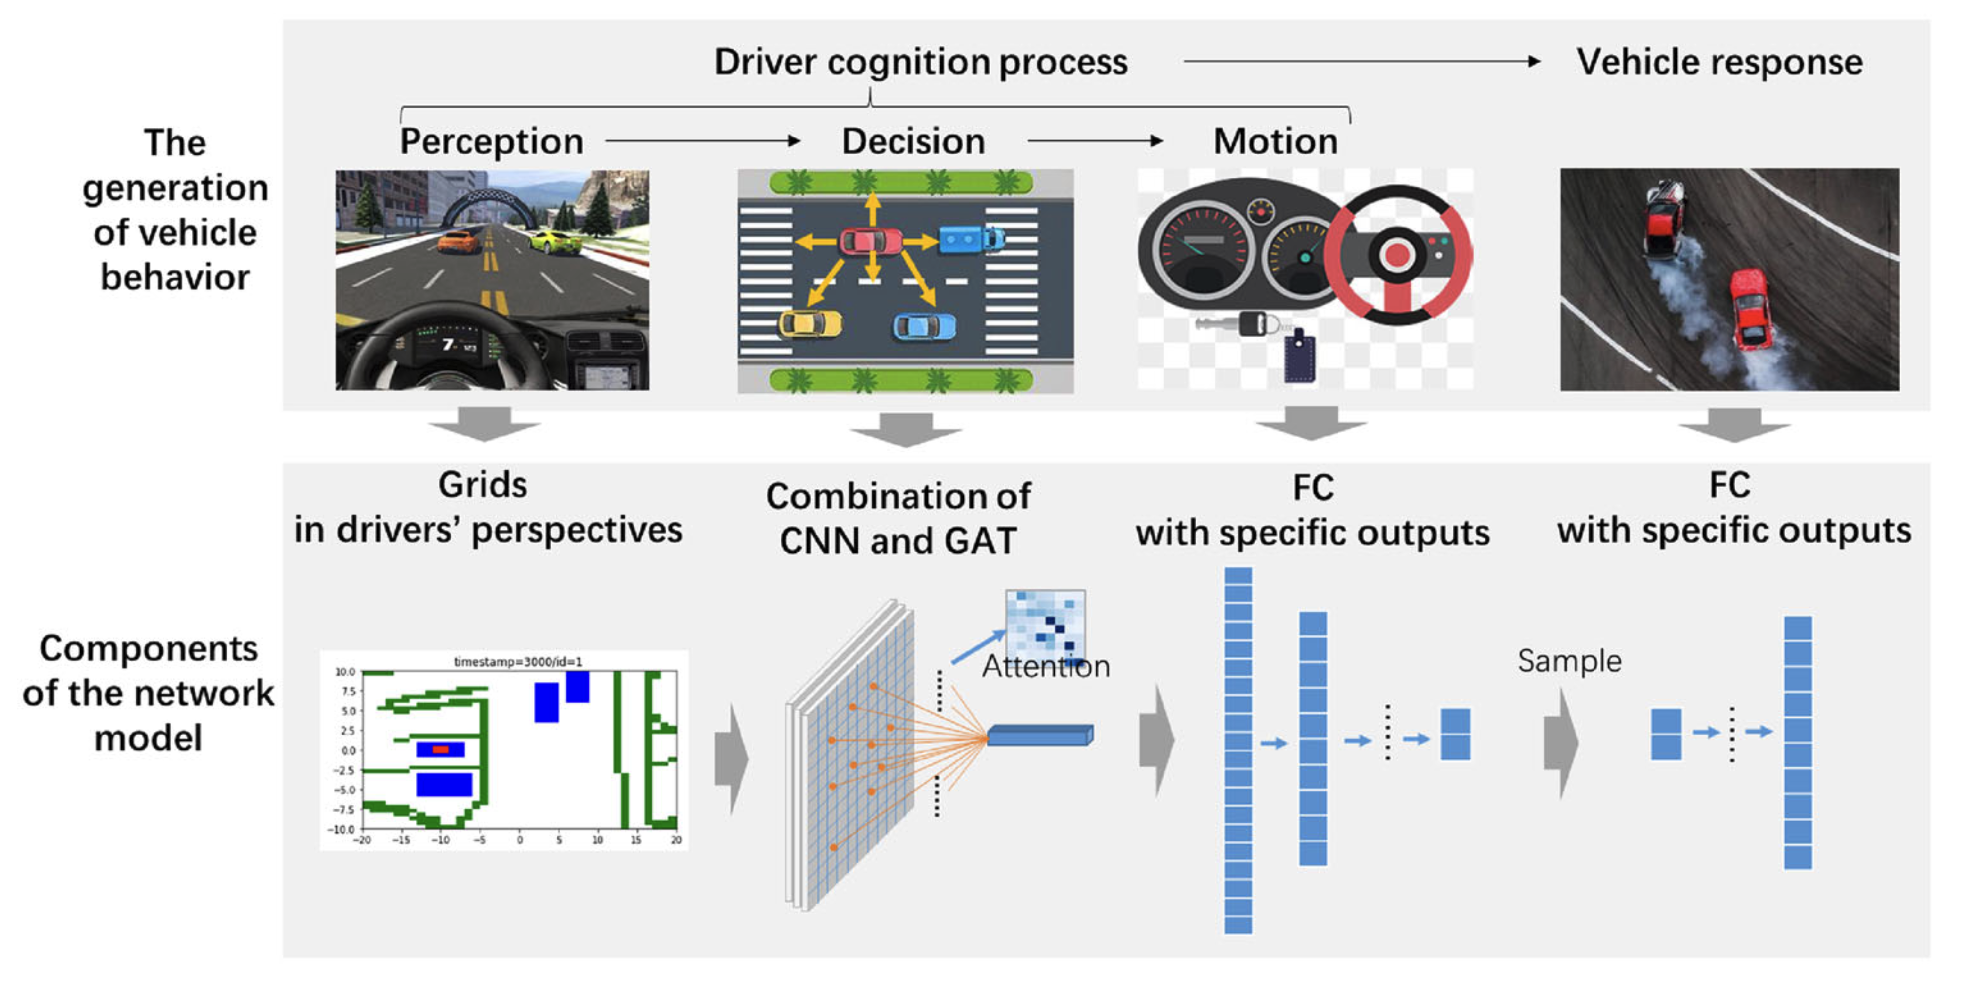 Driver cognition process
Vehicle response
Perception
Decision
Motion
The
generation
of vehicle
behavior
7
Grids
in drivers' perspectives
Combination of
CNN and GAT
FC
with specific outputs
FC
with specific outputs
Components
of the network
model
timestamp=3000/id=1
10.0
7.5
5.0
2.5
0.0
−2.5
−5.0
−7.5
−10.0
−20 −15 −10 −5 0 5 10 15 20
Attention
Sample